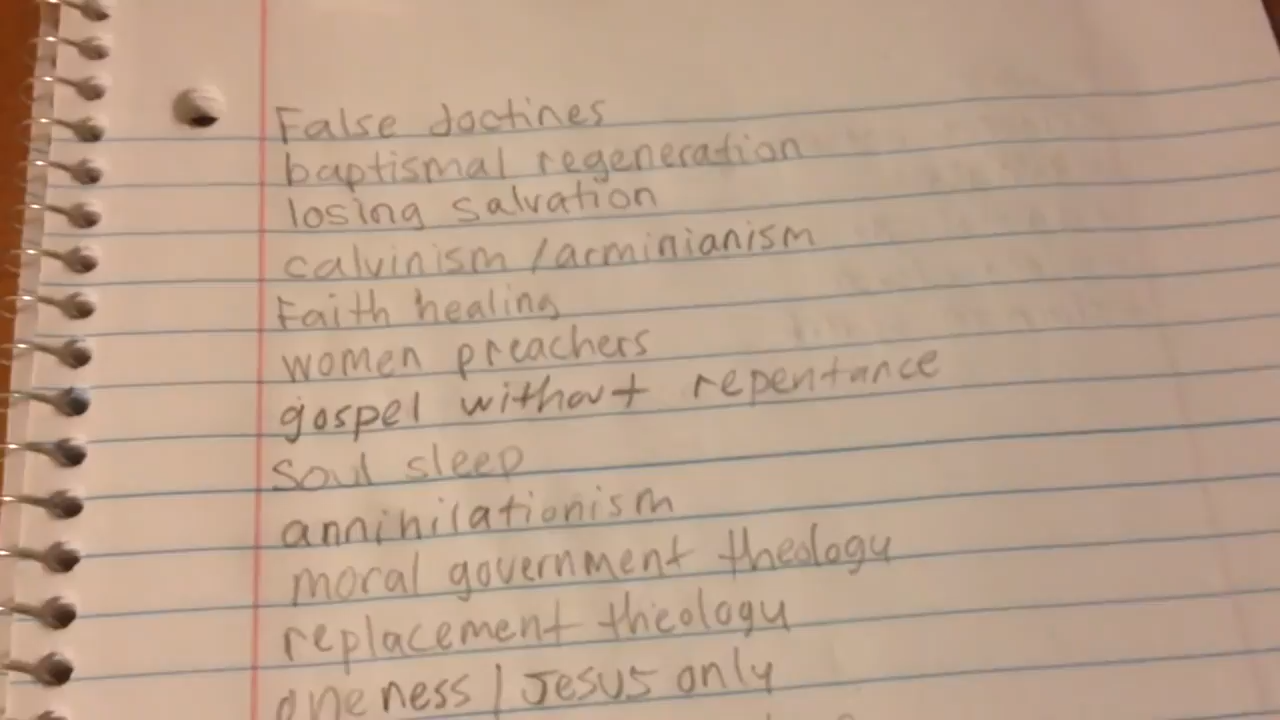 False doctines
baptismal regeneration
losing salvation
calvinism / arminianism
Faith healing
women preachers
gospel without repentance
soul sleep
annihilationism
moral government theology
replacement theology
oneness / Jesus only